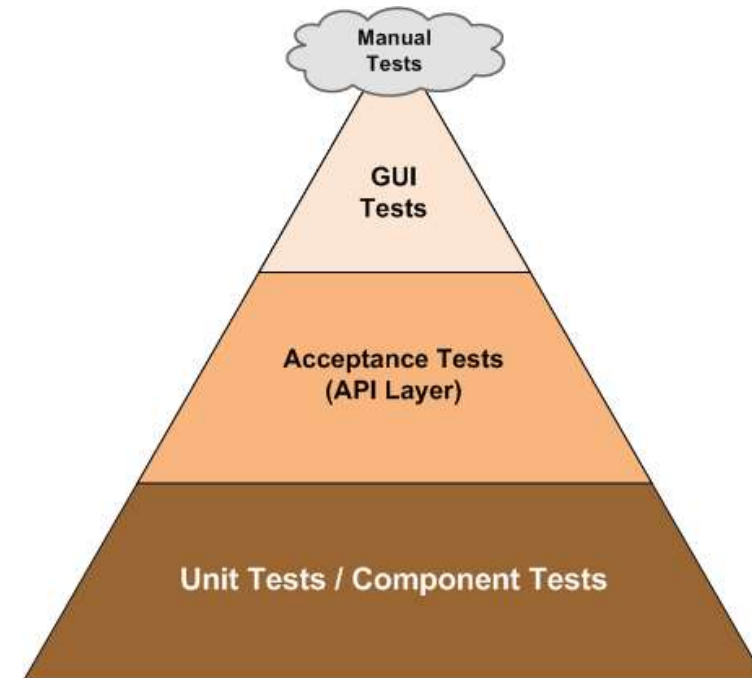 Manual
Tests
GUI
Tests
Acceptance Tests
(API Layer)
Unit Tests / Component Tests